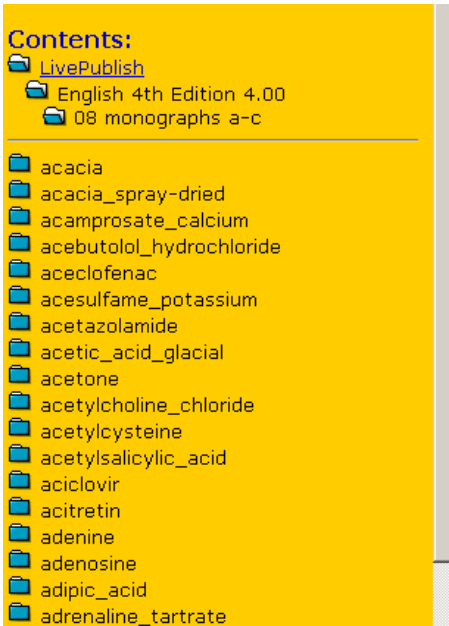 Contents:
LivePublish
English 4th Edition 4.00
08 monographs a-c
acacia
acacia_spray-dried
acamprosate_calcium
acebutolol_hydrochloride
aceclofenac
acesulfame_potassium
acetazolamide
acetic_acid_glacial
acetone
acetylcholine_chloride
acetylcysteine
acetylsalicylic_acid
aciclovir
acitretin
adenine
adenosine
adipic_acid
adrenaline_tartrate